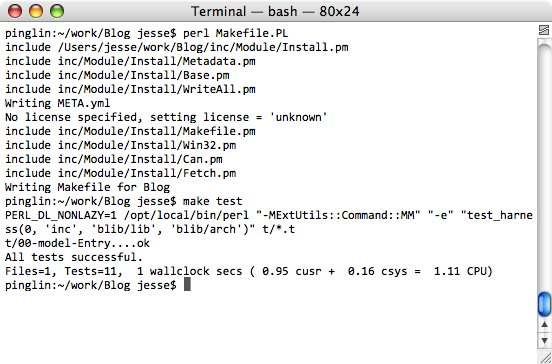 Terminal — bash — 80x24
pinglin:~/work/Blog jesse$ perl Makefile.PL
include /Users/jesse/work/Blog/inc/Module/Install.pm
include inc/Module/Install/Metadata.pm
include inc/Module/Install/Base.pm
include inc/Module/Install/WriteAll.pm
Writing META.yml
No license specified, setting license = 'unknown'
include inc/Module/Install/Makefile.pm
include inc/Module/Install/Win32.pm
include inc/Module/Install/Can.pm
include inc/Module/Install/Fetch.pm
Writing Makefile for Blog
pinglin:~/work/Blog jesse$ make test
PERL_DL_NONLAZY=1 /opt/local/bin/perl "-MExtUtils::Command::MM" "-e" "test_harne
ss(0, 'inc', 'blib/lib', 'blib/arch')" t/*.t
t/00-model-Entry....ok
All tests successful.
Files=1, Tests=11,  1 wallclock secs ( 0.95 cusr +  0.16 csys =  1.11 CPU)
pinglin:~/work/Blog jesse$